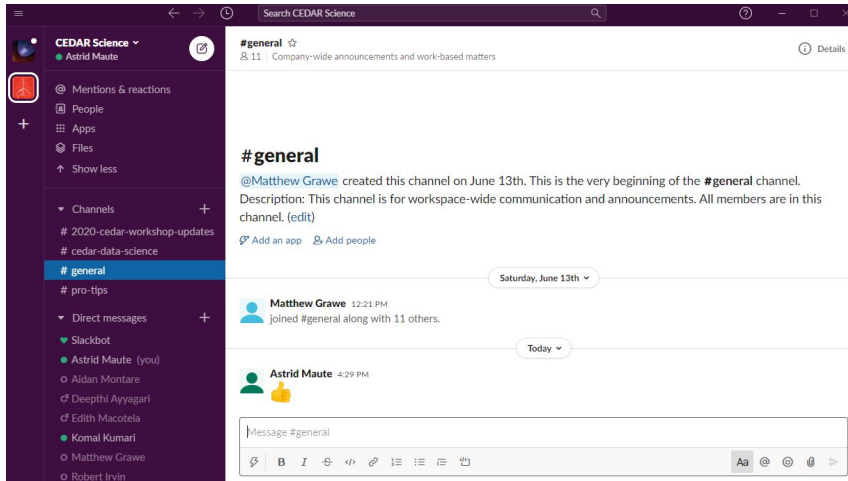 Search CEDAR Science
CEDAR Science
Astrid Maute
Mentions & reactions
People
Apps
Files
Show less
Channels
# 2020-cedar-workshop-updates
# cedar-data-science
# general
# pro-tips
Direct messages
Slackbot
Astrid Maute (you)
Aidan Montare
Deepthi Ayyagari
Edith Macotela
Komal Kumari
Matthew Grawe
Robert Irvin
#general
11 | Company-wide announcements and work-based matters
Details
#general
@Matthew Grawe created this channel on June 13th. This is the very beginning of the #general channel.
Description: This channel is for workspace-wide communication and announcements. All members are in this
channel. (edit)
Add an app Add people
Saturday, June 13th
Matthew Grawe 12:21 PM
joined #general along with 11 others.
Today
Astrid Maute 4:29 PM
Message #general
B I S Aa @